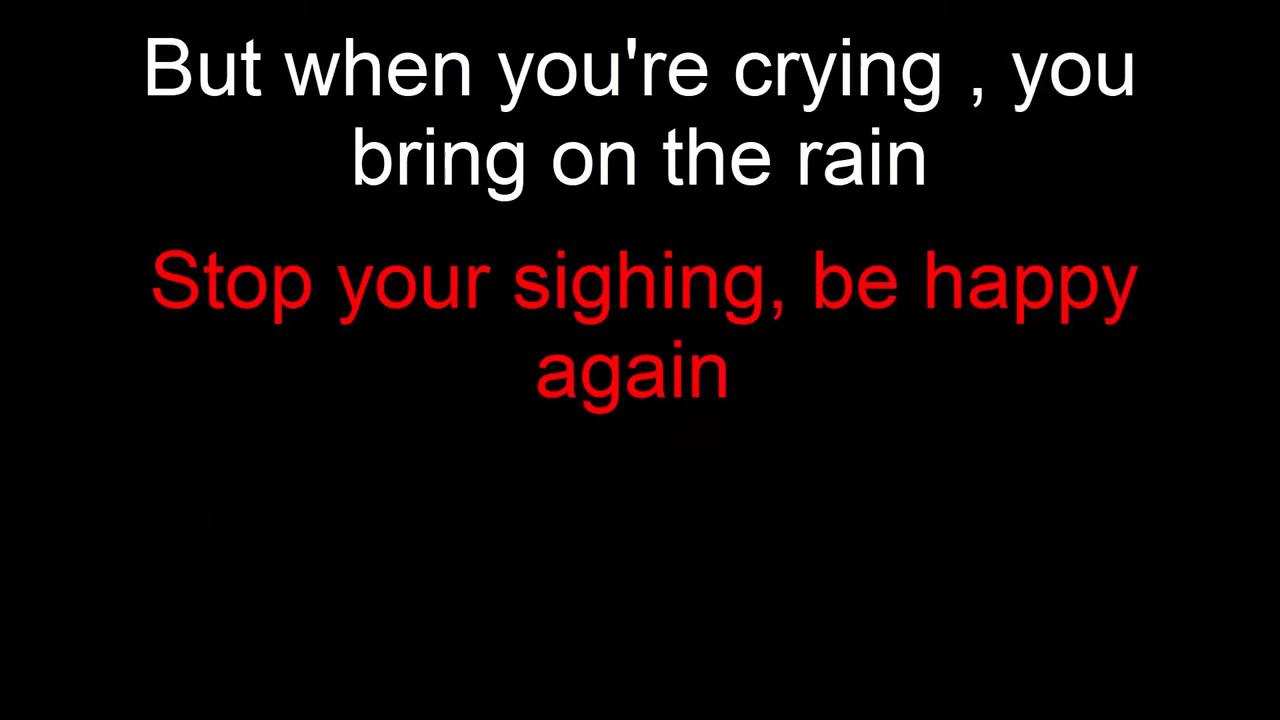 But when you're crying , you
bring on the rain
Stop your sighing, be happy
again